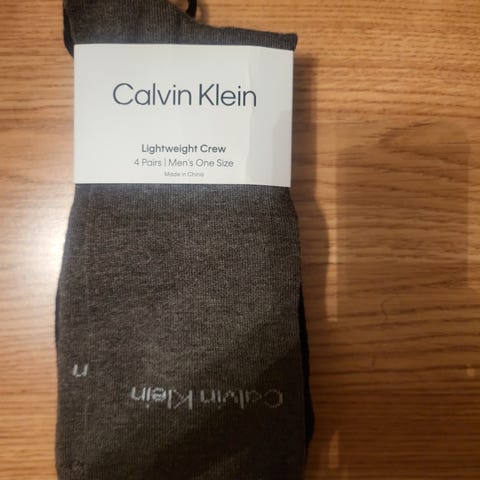 Calvin Klein
Lightweight Crew
4 Pairs | Men's One Size
Made in China
n
Calvin Klein